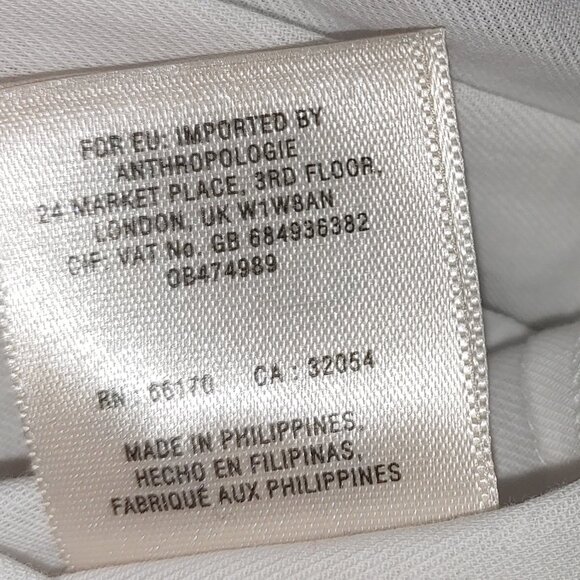 FOR EU: IMPORTED BY
ANTHROPOLOGIE
24 MARKET PLACE, 3RD FLOOR,
LONDON, UK W1W8AN
CIF: VAT No. GB 684936382
OB474989
RN : 66170 CA : 32054
MADE IN PHILIPPINES,
HECHO EN FILIPINAS,
FABRIQUÉ AUX PHILIPPINES